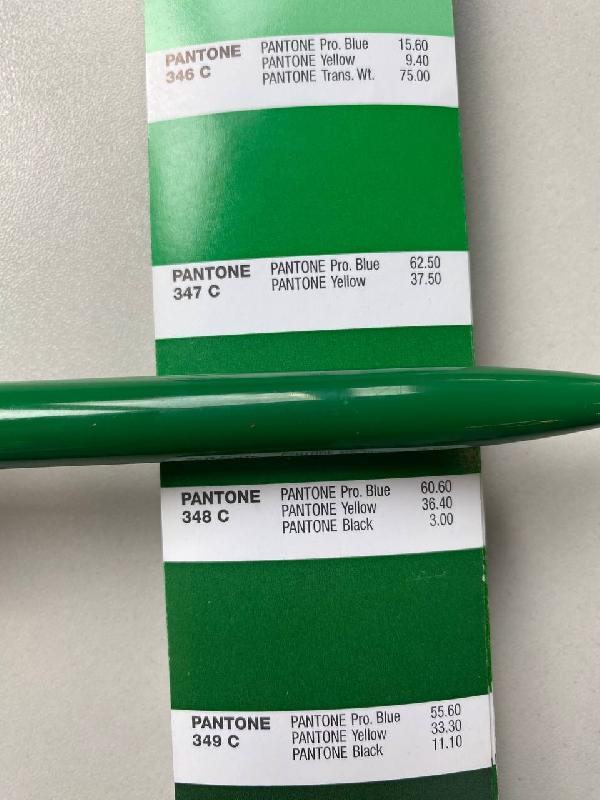 PANTONE PANTONE Pro. Blue 15.60
346 C PANTONE Yellow 9.40
PANTONE Trans. Wt. 75.00
PANTONE PANTONE Pro. Blue 62.50
347 C PANTONE Yellow 37.50
PANTONE PANTONE Pro. Blue 60.60
348 C PANTONE Yellow 36.40
PANTONE Black 3.00
PANTONE PANTONE Pro. Blue 55.60
349 C PANTONE Yellow 33.30
PANTONE Black 11.10